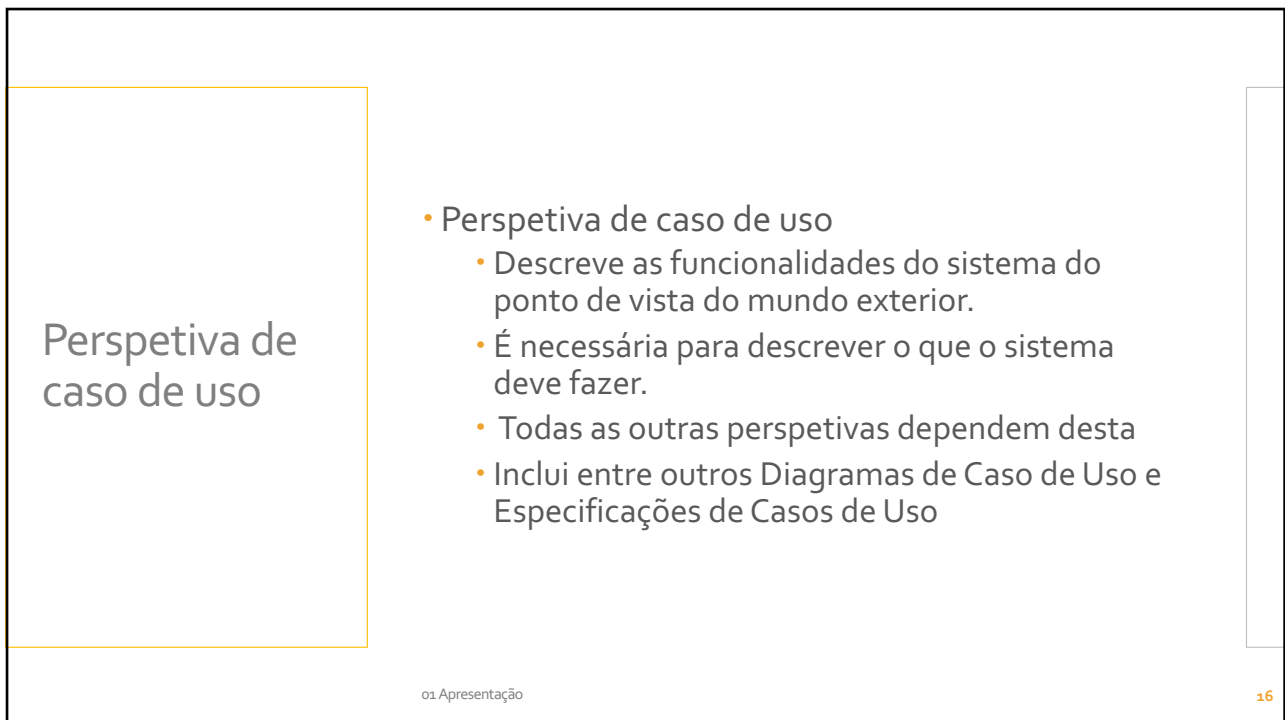 Perspetiva de
caso de uso
• Perspetiva de caso de uso
• Descreve as funcionalidades do sistema do
ponto de vista do mundo exterior.
• É necessária para descrever o que o sistema
deve fazer.
• Todas as outras perspetivas dependem desta
• Inclui entre outros Diagramas de Caso de Uso e
Especificações de Casos de Uso
01 Apresentação
16